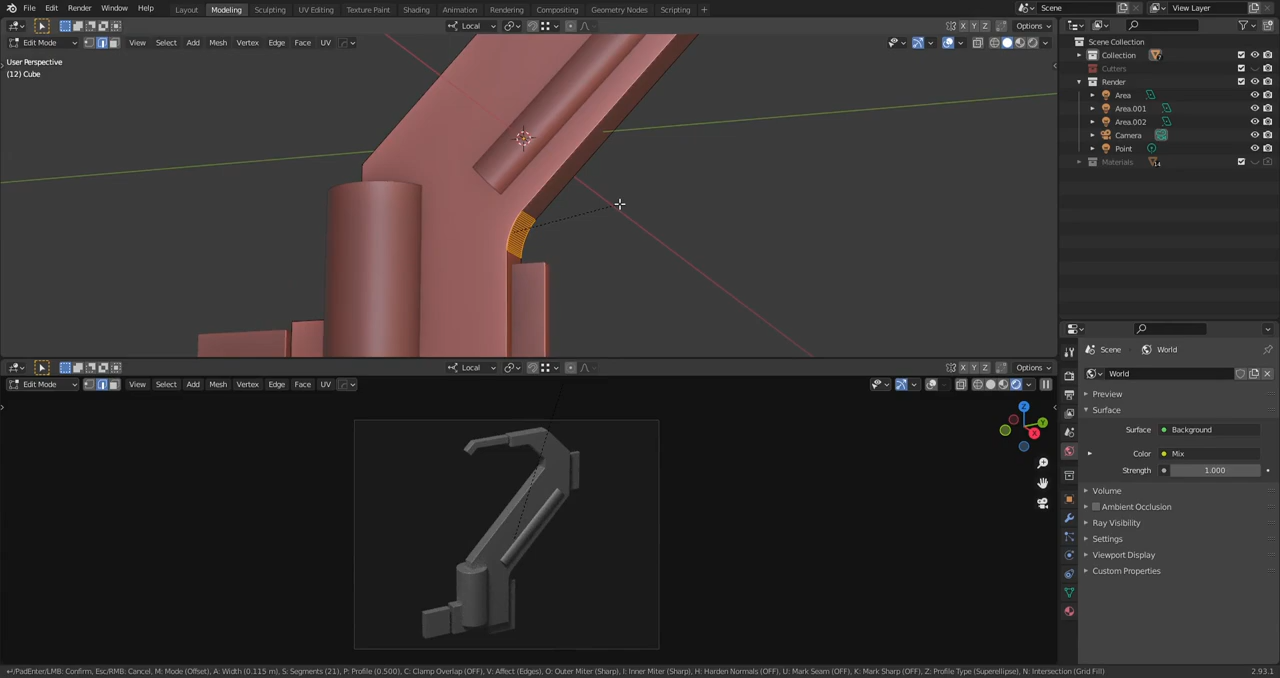 File Edit Render Window Help Layout Modeling Sculpting UV Editing Texture Paint Shading Animation Rendering Compositing Geometry Nodes Scripting + Scene View Layer
Local X Y Z Options
Edit Mode View Select Add Mesh Vertex Edge Face UV
User Perspective
(12) Cube
Scene Collection
Collection
Cutters
Render
Area
Area.001
Area.002
Camera
Point
Materials 14
Scene World
World
Preview
Surface
Surface Background
Color Mix
Strength 1.000
Volume
Ambient Occlusion
Ray Visibility
Settings
Viewport Display
Custom Properties
Local X Y Z Options
Edit Mode View Select Add Mesh Vertex Edge Face UV
Z Y X
↵/PadEnter/LMB: Confirm, Esc/RMB: Cancel, M: Mode (Offset), A: Width (0.115 m), S: Segments (21), P: Profile (0.500), C: Clamp Overlap (OFF), V: Affect (Edges), O: Outer Miter (Sharp), I: Inner Miter (Sharp), H: Harden Normals (OFF), U: Mark Seam (OFF), K: Mark Sharp (OFF), Z: Profile Type (Superellipse), N: Intersection (Grid Fill) 2.93.1